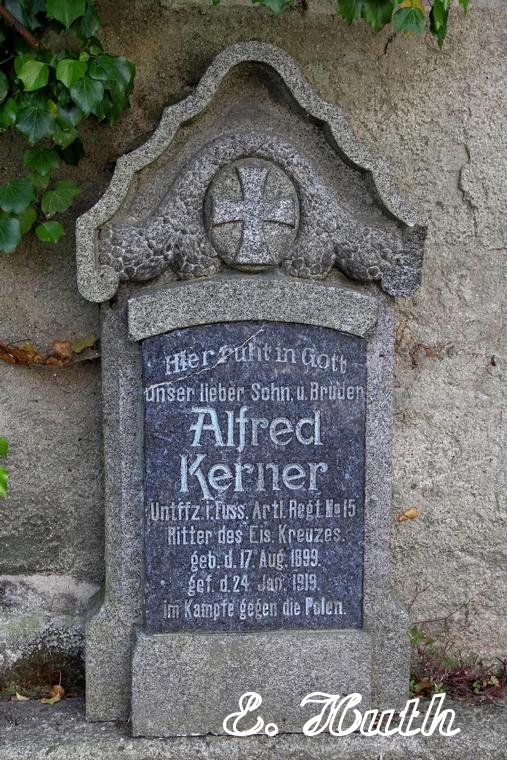 Hier ruht in Gott
unser lieber Sohn u. Bruder
Alfred
Kerner
Untffz. i. Fuss. Artl. Regt. No 15
Ritter des Eis. Kreuzes.
geb. d. 17. Aug. 1899.
gef. d. 24. Jan. 1919.
im Kampfe gegen die Polen.
E. Huth